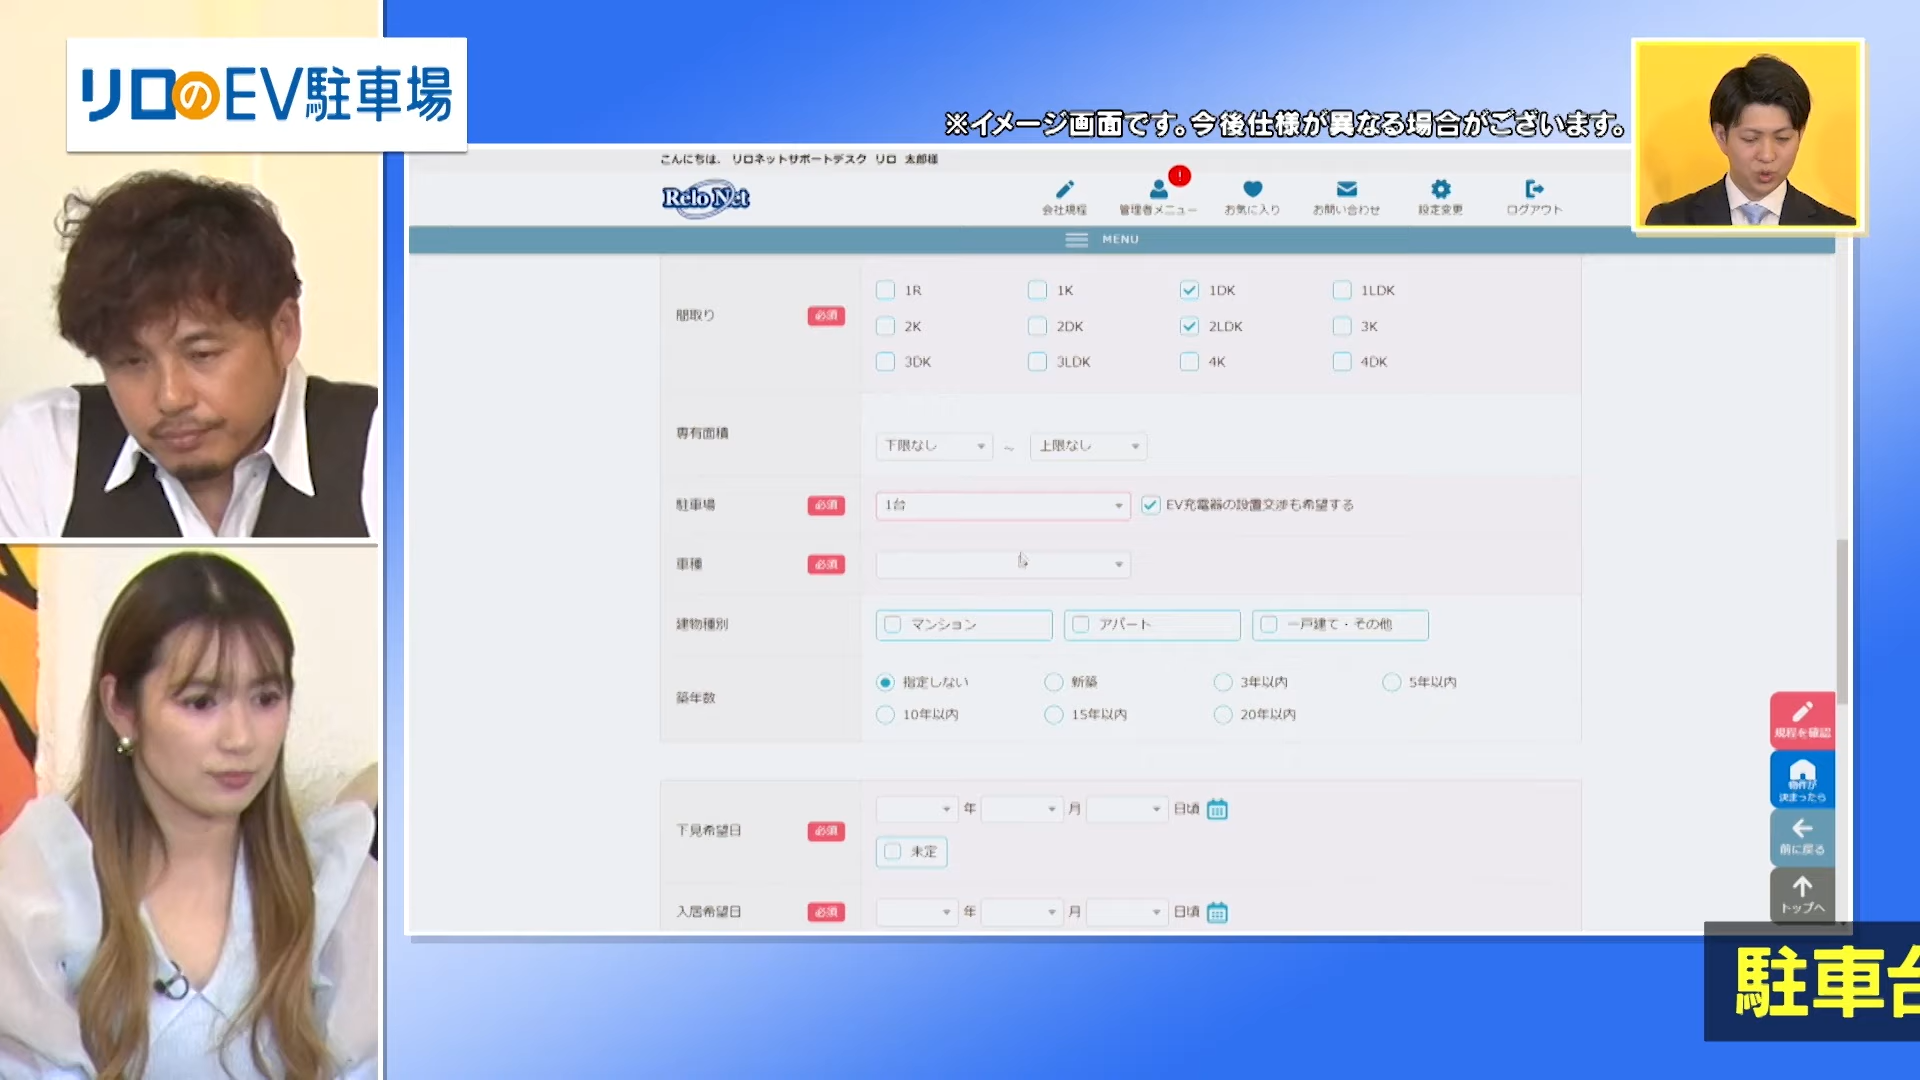 リロのEV駐車場
※イメージ画面です。今後仕様が異なる場合がございます。
こんにちは、 リロネットサポートデスク リロ 太郎様
Relo Net
会社規程
管理者メニュー
!
お気に入り
お問い合わせ
設定変更
ログアウト
MENU
間取り 必須
1R 1K 1DK 1LDK
2K 2DK 2LDK 3K
3DK 3LDK 4K 4DK
専有面積 下限なし ～ 上限なし
駐車場 必須 1台 EV充電器の設置交渉も希望する
車種 必須
建物種別 マンション アパート 一戸建て・その他
築年数
指定しない 新築 3年以内 5年以内
10年以内 15年以内 20年以内
下見希望日 必須 年 月 日頃
未定
入居希望日 必須 年 月 日頃
規程を確認
物件が
決まったら
前に戻る
トップへ
駐車台